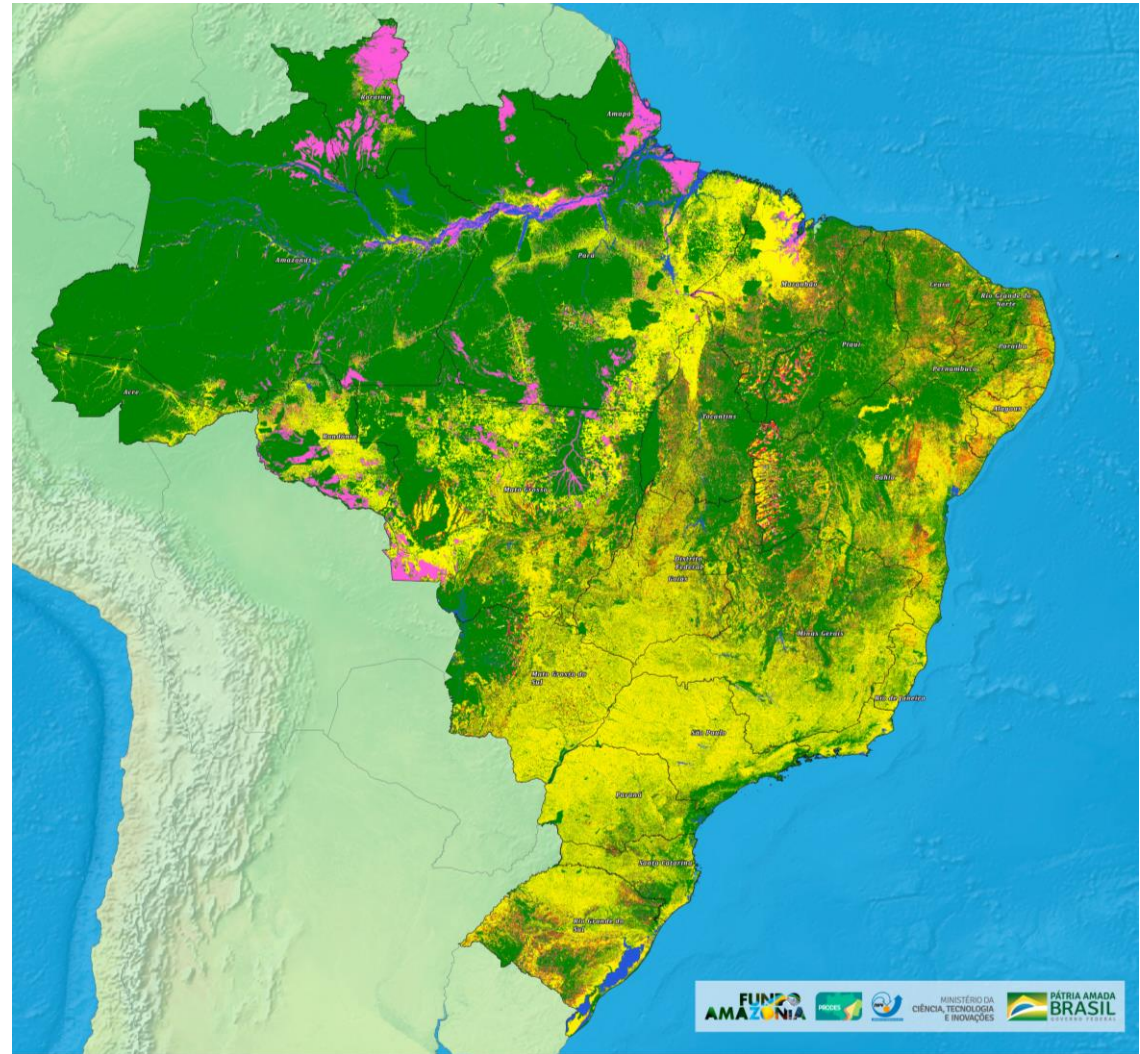 Roraima
Amapá
Amazonas
Pará
Maranhão
Ceará
Rio Grande do
Norte
Paraíba
Piauí
Pernambuco
Acre
Alagoas
Tocantins
Rondônia
Bahia
Mato Grosso
Distrito
Federal
Goiás
Minas Gerais
Mato Grosso do
Sul
Rio de Janeiro
São Paulo
Paraná
Santa Catarina
Rio Grande do
Sul
FUNDO
AMAZÔNIA
PRODES
INPE
MINISTÉRIO DA
CIÊNCIA, TECNOLOGIA
E INOVAÇÕES
PÁTRIA AMADA
BRASIL
GOVERNO FEDERAL